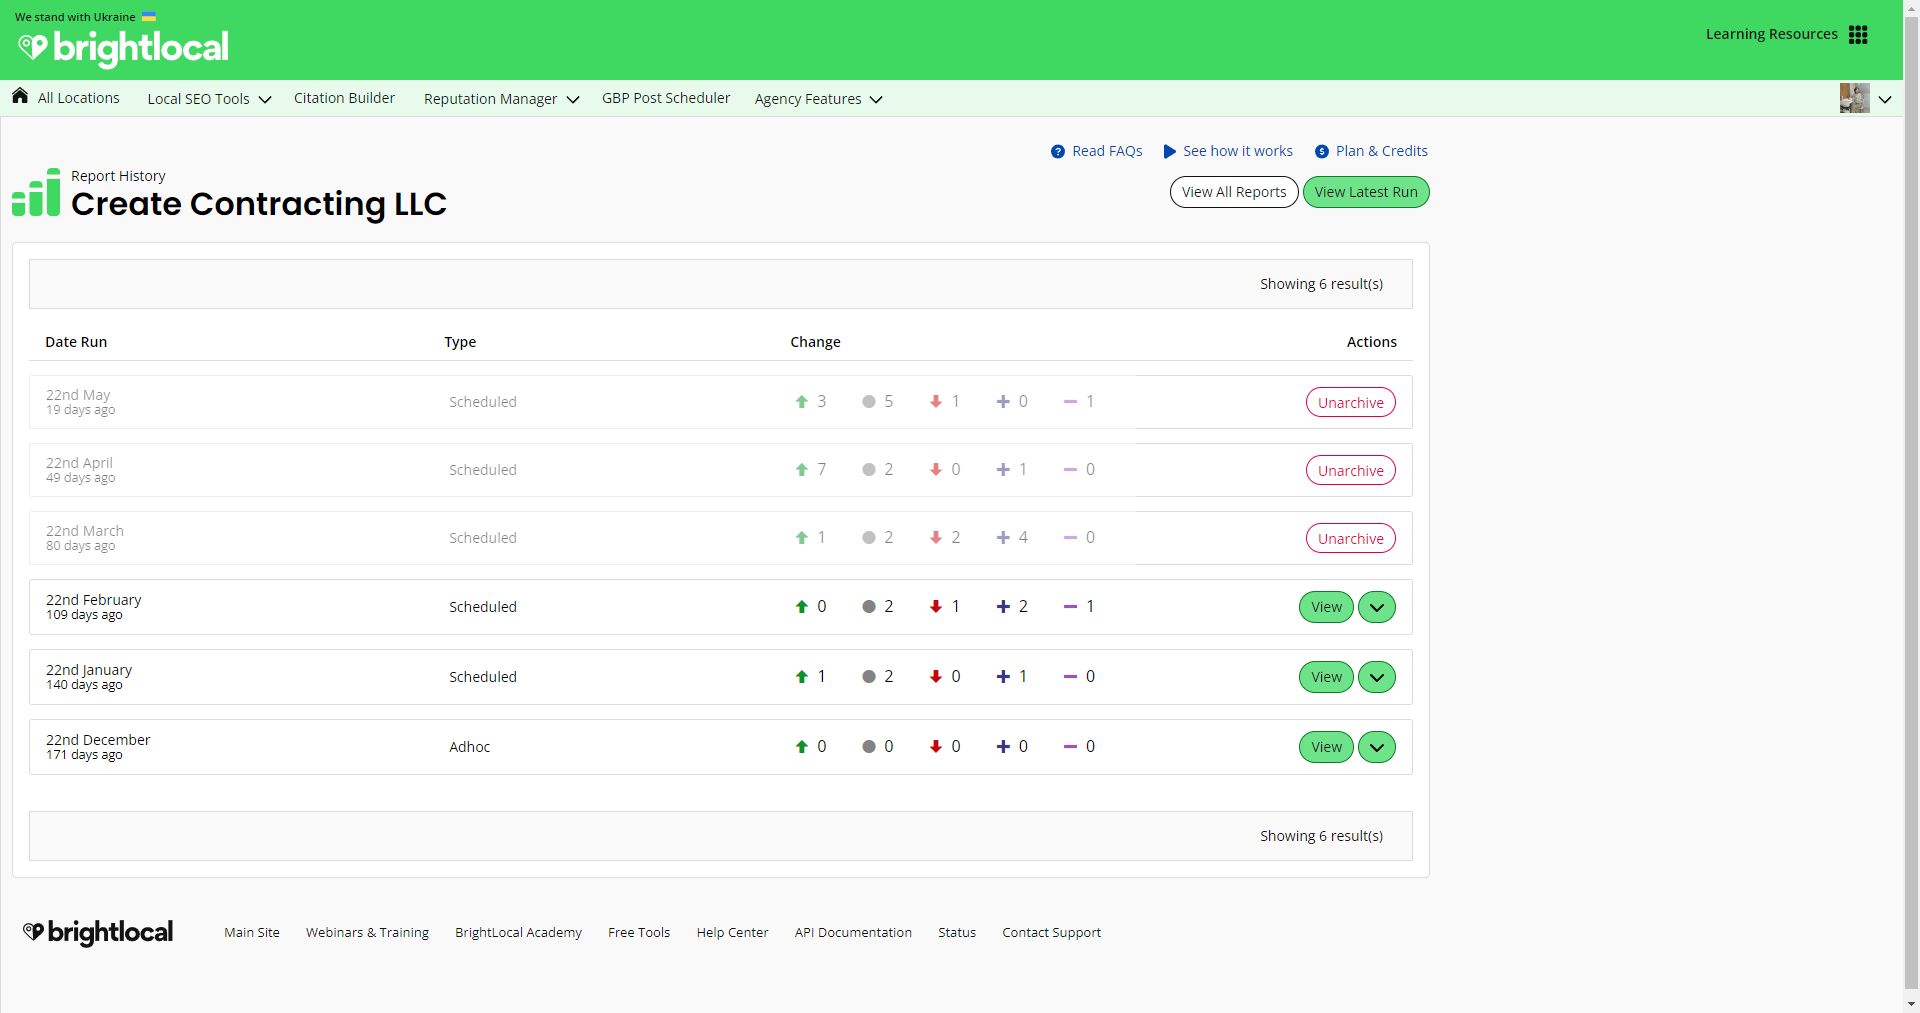 We stand with Ukraine
brightlocal
Learning Resources
All Locations Local SEO Tools Citation Builder Reputation Manager GBP Post Scheduler Agency Features
Read FAQs See how it works Plan & Credits
Report History
Create Contracting LLC
View All Reports View Latest Run
Showing 6 result(s)
Date Run Type Change Actions
22nd May
19 days ago
Scheduled 3 5 1 0 1 Unarchive
22nd April
49 days ago
Scheduled 7 2 0 1 0 Unarchive
22nd March
80 days ago
Scheduled 1 2 2 4 0 Unarchive
22nd February
109 days ago
Scheduled 0 2 1 2 1 View
22nd January
140 days ago
Scheduled 1 2 0 1 0 View
22nd December
171 days ago
Adhoc 0 0 0 0 0 View
Showing 6 result(s)
brightlocal Main Site Webinars & Training BrightLocal Academy Free Tools Help Center API Documentation Status Contact Support